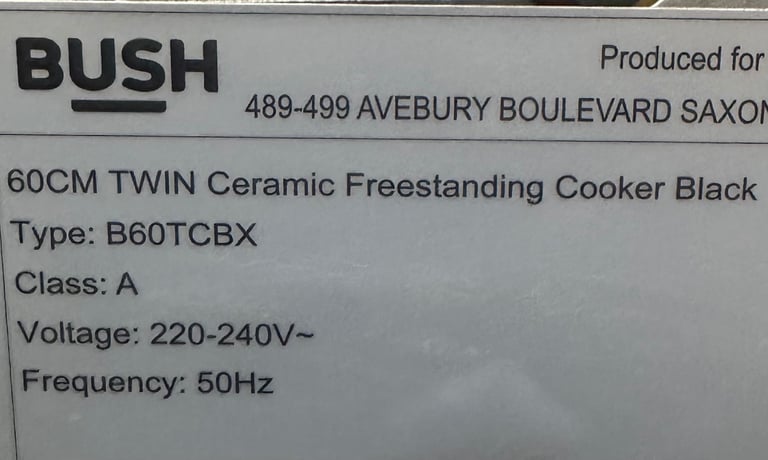 BUSH
Produced for
489-499 AVEBURY BOULEVARD SAXON
60CM TWIN Ceramic Freestanding Cooker Black
Type: B60TCBX
Class: A
Voltage: 220-240V~
Frequency: 50Hz